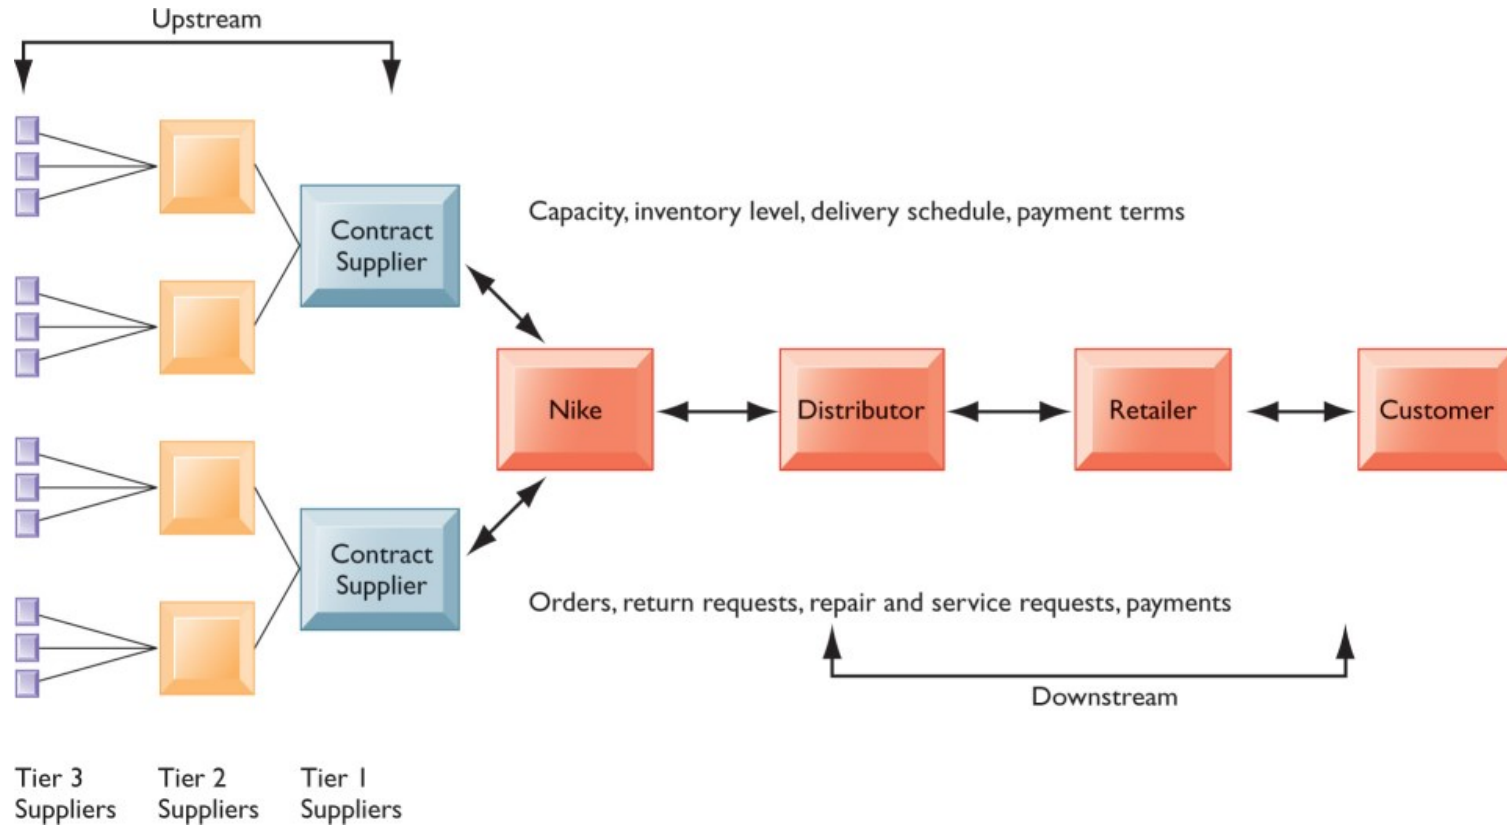 Upstream
Contract
Supplier
Capacity, inventory level, delivery schedule, payment terms
Nike
Distributor
Retailer
Customer
Contract
Supplier
Orders, return requests, repair and service requests, payments
Downstream
Tier 3
Suppliers
Tier 2
Suppliers
Tier 1
Suppliers